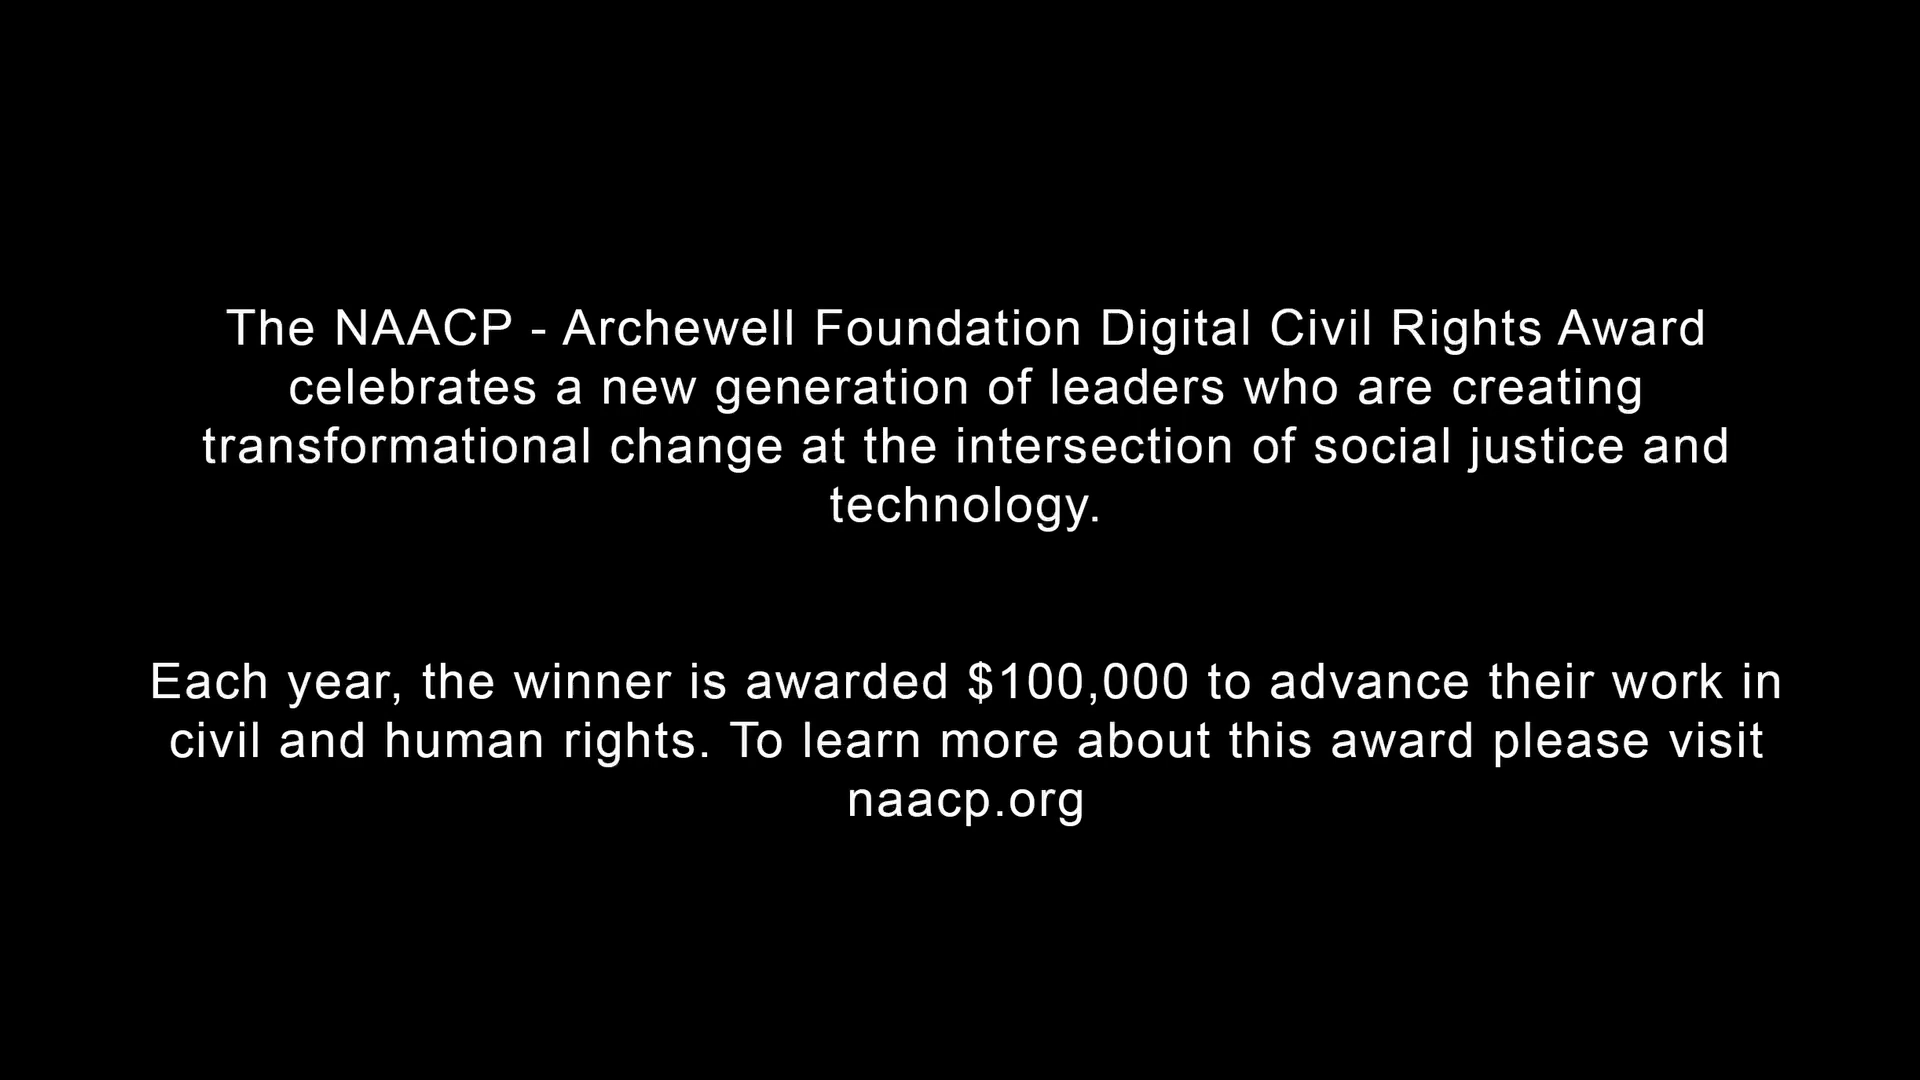 The NAACP - Archewell Foundation Digital Civil Rights Award
celebrates a new generation of leaders who are creating
transformational change at the intersection of social justice and
technology.
Each year, the winner is awarded $100,000 to advance their work in
civil and human rights. To learn more about this award please visit
naacp.org